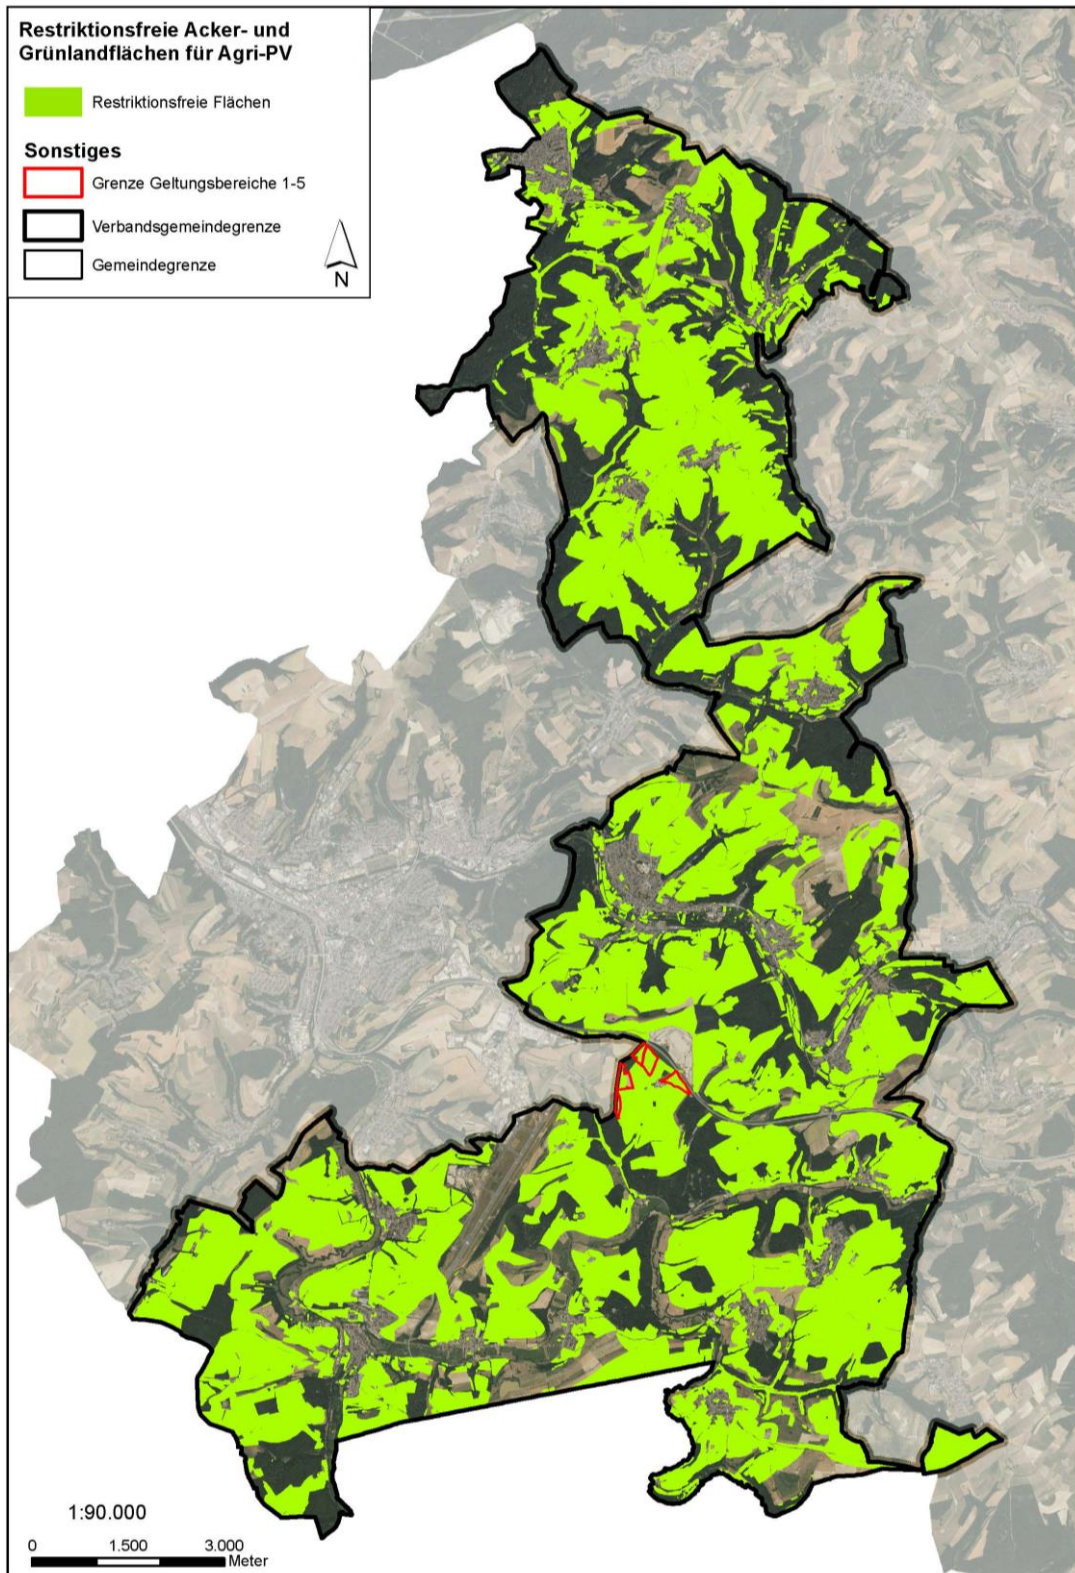 Restriktionsfreie Acker- und
Grünlandflächen für Agri-PV
Restriktionsfreie Flächen
Sonstiges
Grenze Geltungsbereiche 1-5
Verbandsgemeindegrenze
Gemeindegrenze
N
1:90.000
0 1.500 3.000
Meter